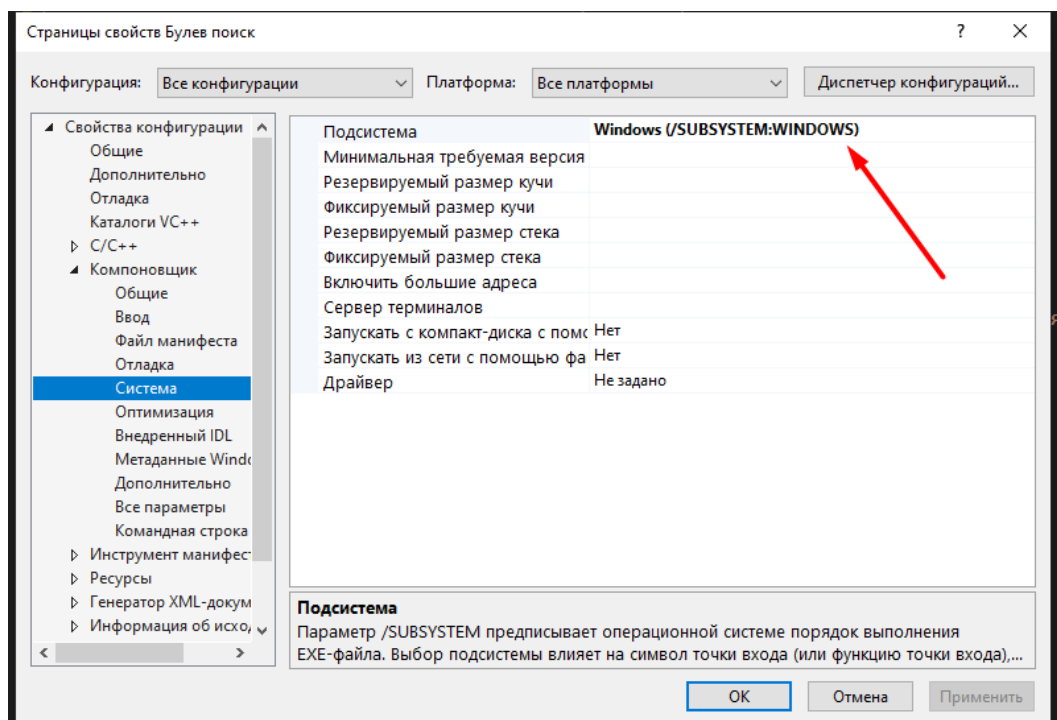 Страницы свойств Булев поиск
?
Конфигурация: Все конфигурации Платформа: Все платформы Диспетчер конфигураций...
Свойства конфигурации
Общие
Дополнительно
Отладка
Каталоги VC++
C/C++
Компоновщик
Общие
Ввод
Файл манифеста
Отладка
Система
Оптимизация
Внедренный IDL
Метаданные Windo
Дополнительно
Все параметры
Командная строка
Инструмент манифес
Ресурсы
Генератор XML-докум
Информация об исхо
Подсистема Windows (/SUBSYSTEM:WINDOWS)
Минимальная требуемая версия
Резервируемый размер кучи
Фиксируемый размер кучи
Резервируемый размер стека
Фиксируемый размер стека
Включить большие адреса
Сервер терминалов
Запускать с компакт-диска с помо Нет
Запускать из сети с помощью фа Нет
Драйвер Не задано
Подсистема
Параметр /SUBSYSTEM предписывает операционной системе порядок выполнения
EXE-файла. Выбор подсистемы влияет на символ точки входа (или функцию точки входа),...
ОК Отмена Применить